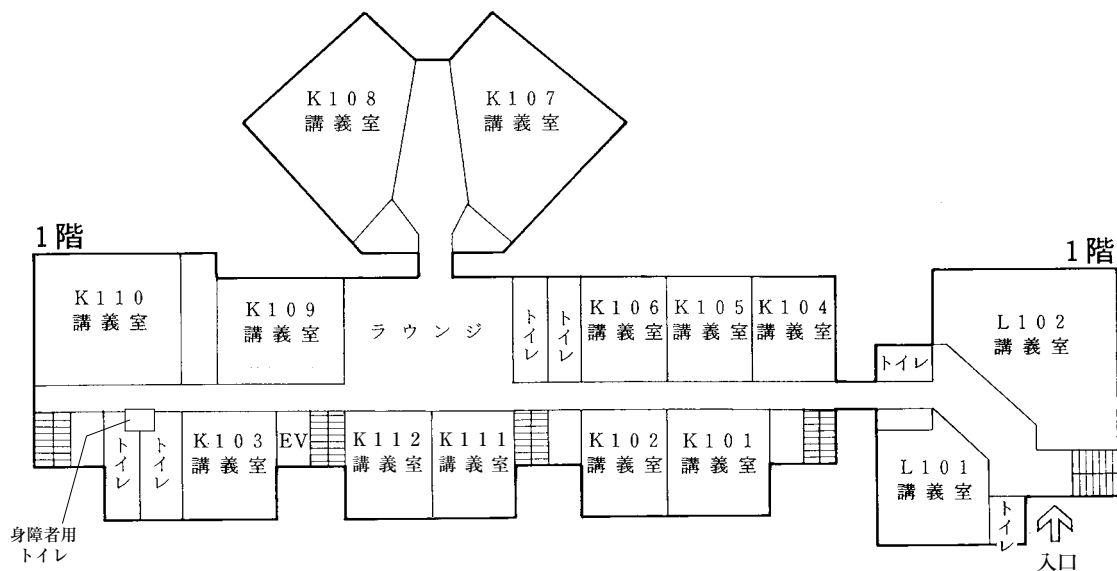 K108
講義室
K107
講義室
1階
1階
K110
講義室
K109
講義室
ラウンジ
トイレ
トイレ
K106
講義室
K105
講義室
K104
講義室
L102
講義室
トイレ
トイレ
トイレ
K103
講義室
EV
K112
講義室
K111
講義室
K102
講義室
K101
講義室
L101
講義室
トイレ
身障者用
トイレ
入口